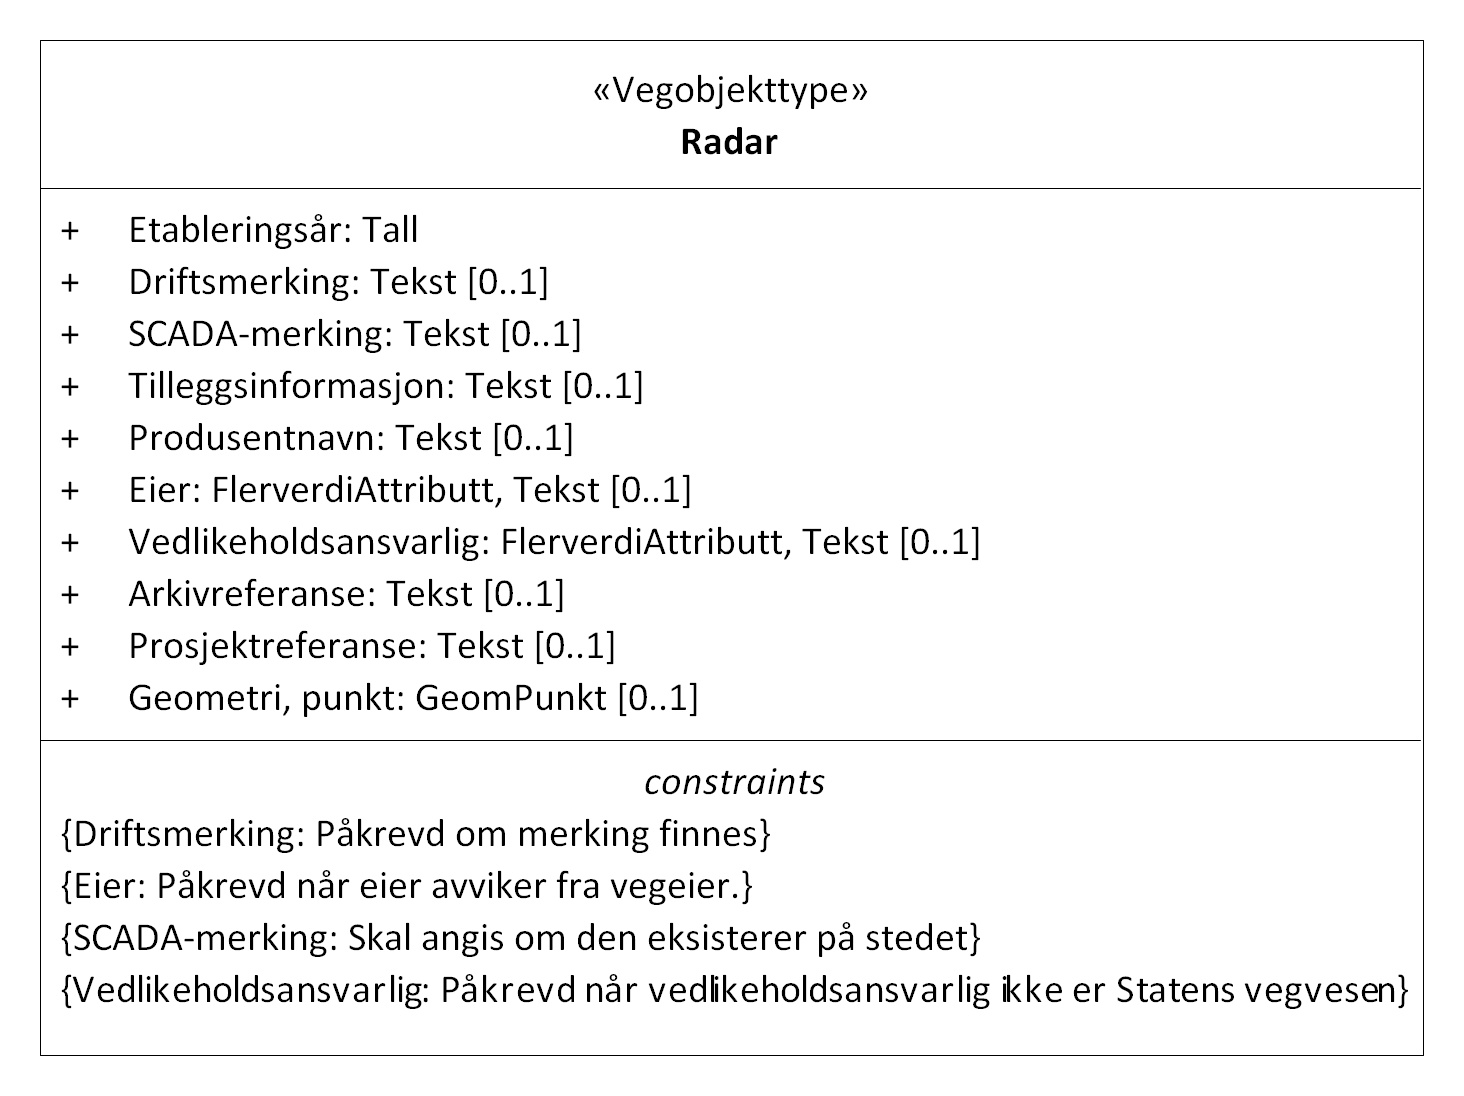 «Vegobjekttype»
Radar
+ Etableringsår: Tall
+ Driftsmerking: Tekst [0..1]
+ SCADA-merking: Tekst [0..1]
+ Tilleggsinformasjon: Tekst [0..1]
+ Produsentnavn: Tekst [0..1]
+ Eier: FlerverdiAttributt, Tekst [0..1]
+ Vedlikeholdsansvarlig: FlerverdiAttributt, Tekst [0..1]
+ Arkivreferanse: Tekst [0..1]
+ Prosjektreferanse: Tekst [0..1]
+ Geometri, punkt: GeomPunkt [0..1]
constraints
{Driftsmerking: Påkrevd om merking finnes}
{Eier: Påkrevd når eier avviker fra vegeier.}
{SCADA-merking: Skal angis om den eksisterer på stedet}
{Vedlikeholdsansvarlig: Påkrevd når vedlikeholdsansvarlig ikke er Statens vegvesen}